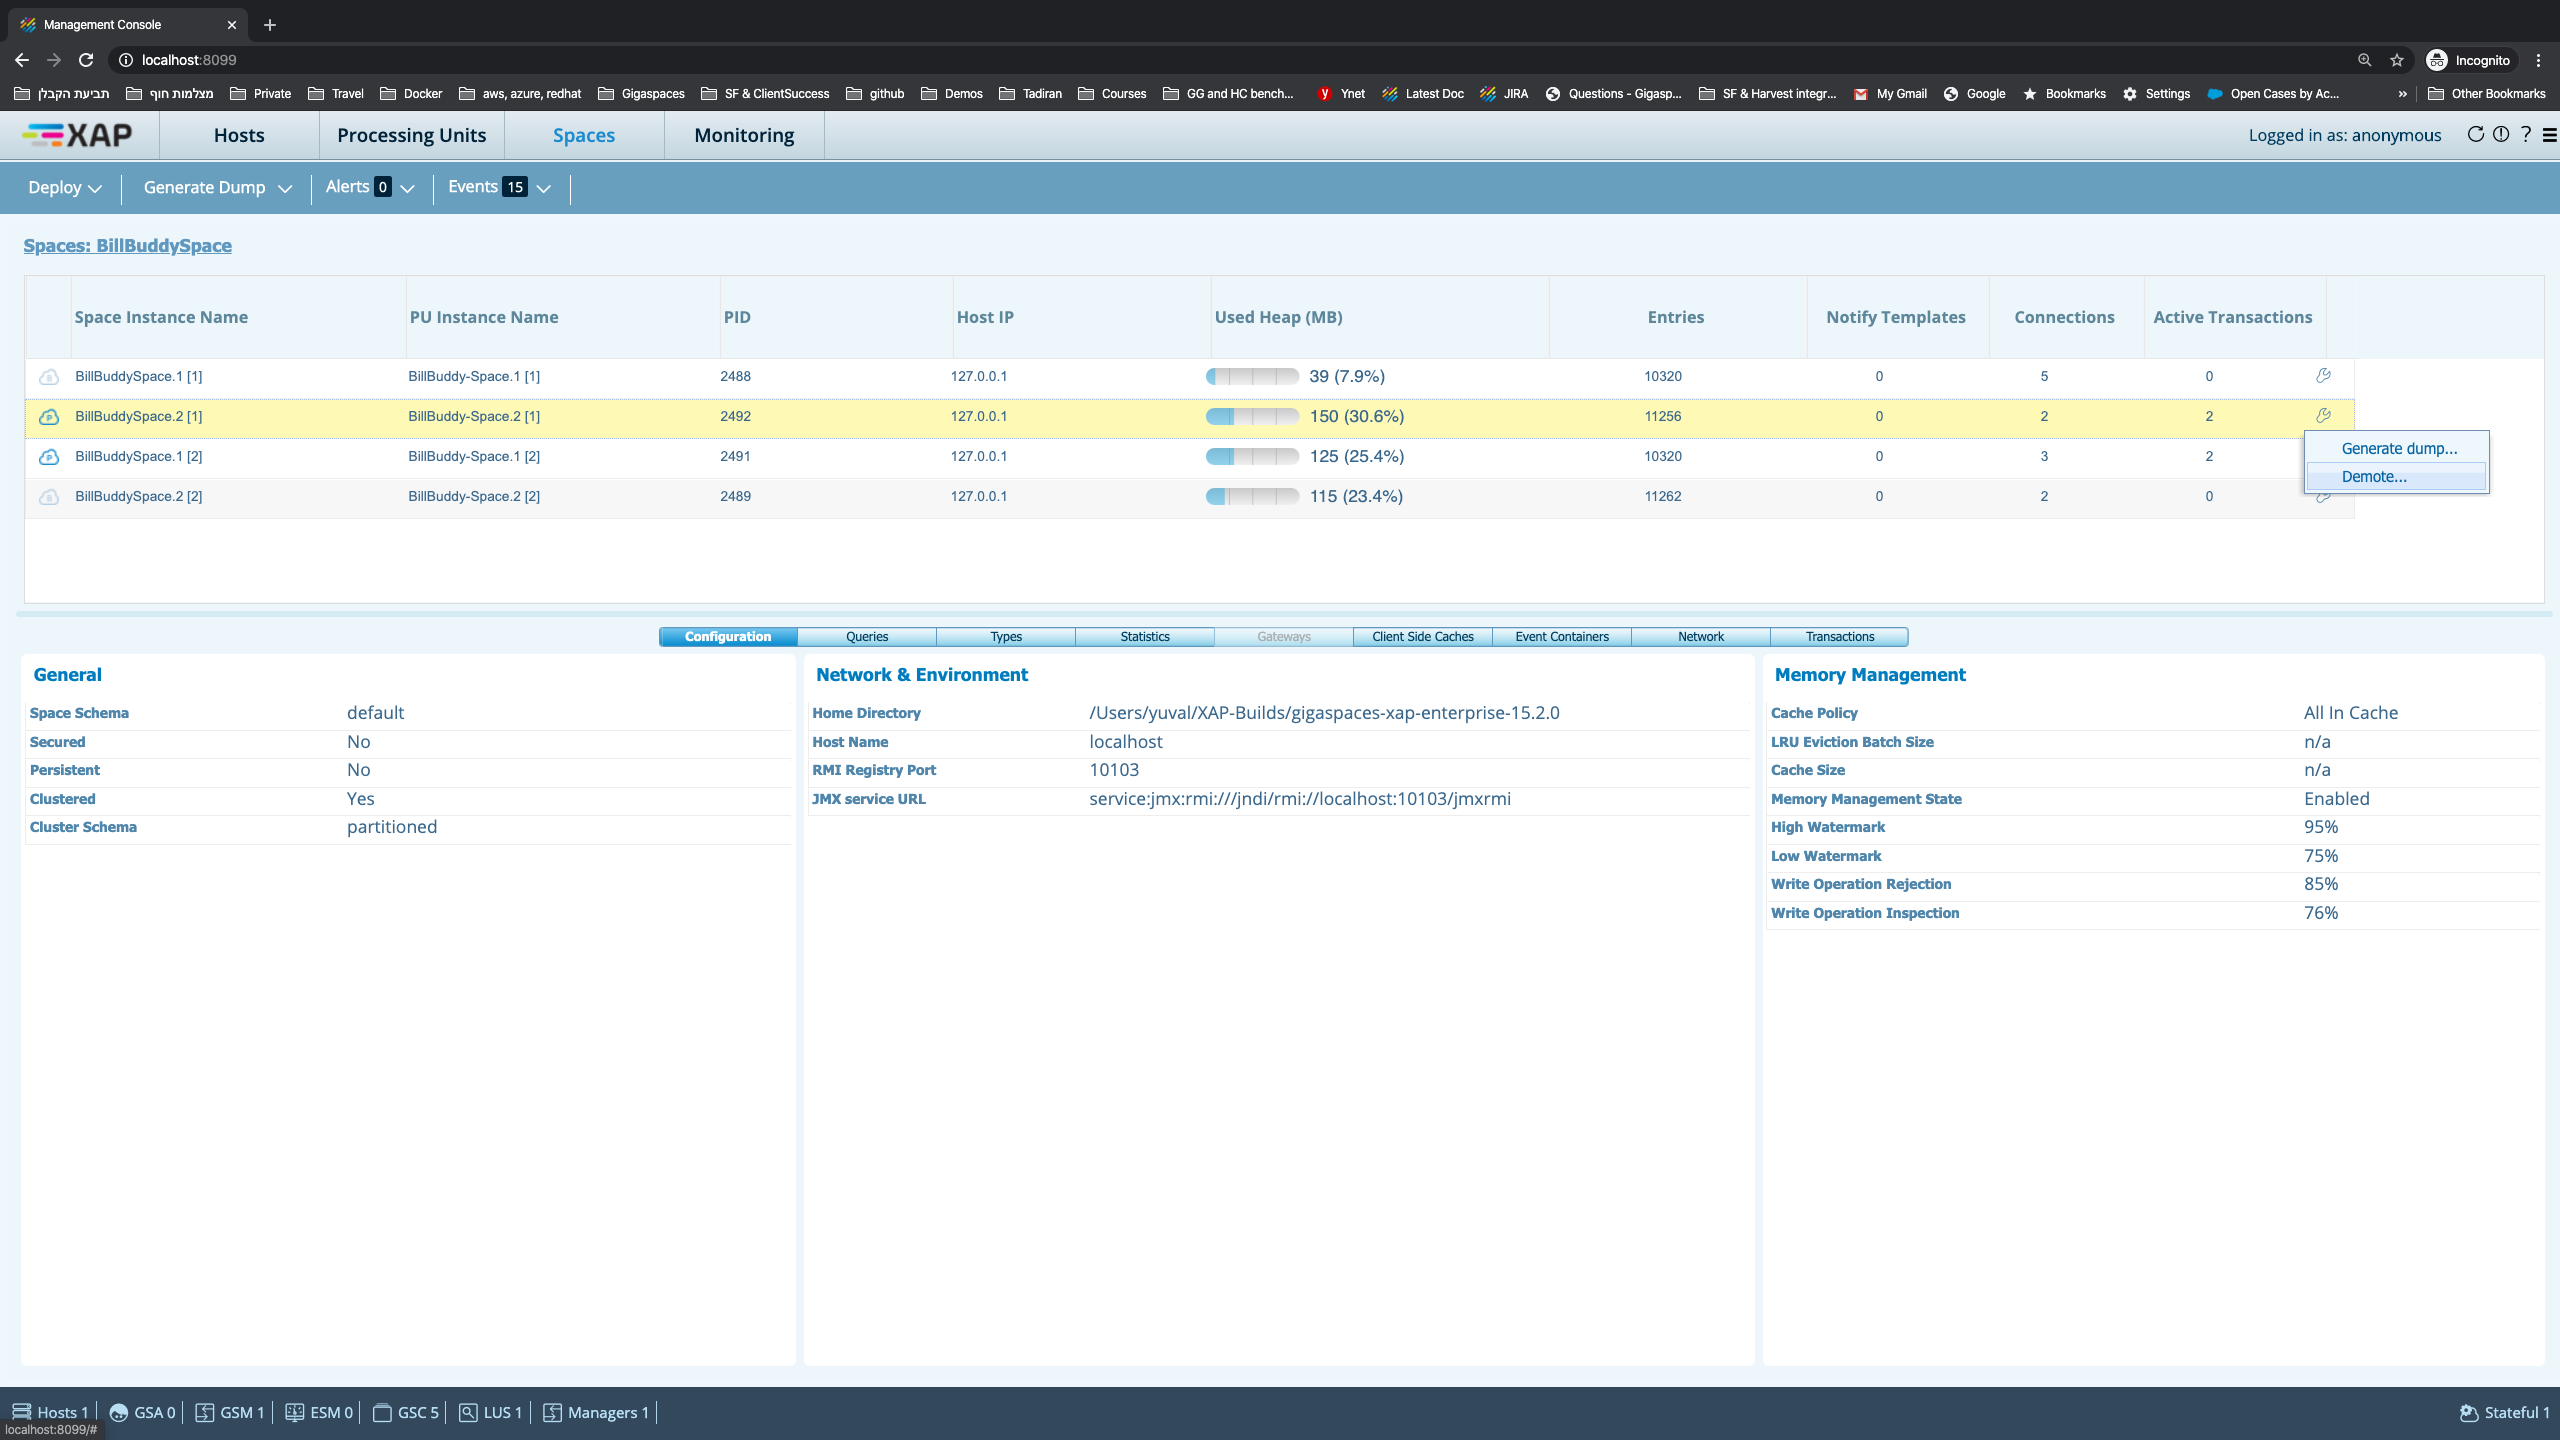 Management Console
localhost:8099
Incognito
תביעת הקבלן
מצלמות חוף
Private
Travel
Docker
aws, azure, redhat
Gigaspaces
SF & ClientSuccess
github
Demos
Tadiran
Courses
GG and HC bench...
Ynet
Latest Doc
JIRA
Questions - Gigasp...
SF & Harvest integr...
My Gmail
Google
Bookmarks
Settings
Open Cases by Ac...
»
Other Bookmarks
XAP
Hosts
Processing Units
Spaces
Monitoring
Logged in as: anonymous
Deploy
Generate Dump
Alerts 0
Events 15
Spaces: BillBuddySpace
Space Instance Name PU Instance Name PID Host IP Used Heap (MB) Entries Notify Templates Connections Active Transactions
BillBuddySpace.1 [1] BillBuddy-Space.1 [1] 2488 127.0.0.1 39 (7.9%) 10320 0 5 0
BillBuddySpace.2 [1] BillBuddy-Space.2 [1] 2492 127.0.0.1 150 (30.6%) 11256 0 2 2
BillBuddySpace.1 [2] BillBuddy-Space.1 [2] 2491 127.0.0.1 125 (25.4%) 10320 0 3 2
BillBuddySpace.2 [2] BillBuddy-Space.2 [2] 2489 127.0.0.1 115 (23.4%) 11262 0 2 0
Generate dump...
Demote...
Configuration Queries Types Statistics Gateways Client Side Caches Event Containers Network Transactions
General
Space Schema default
Secured No
Persistent No
Clustered Yes
Cluster Schema partitioned
Network & Environment
Home Directory /Users/yuval/XAP-Builds/gigaspaces-xap-enterprise-15.2.0
Host Name localhost
RMI Registry Port 10103
JMX service URL service:jmx:rmi:///jndi/rmi://localhost:10103/jmxrmi
Memory Management
Cache Policy All In Cache
LRU Eviction Batch Size n/a
Cache Size n/a
Memory Management State Enabled
High Watermark 95%
Low Watermark 75%
Write Operation Rejection 85%
Write Operation Inspection 76%
Hosts 1
GSA 0
GSM 1
ESM 0
GSC 5
LUS 1
Managers 1
Stateful 1
localhost:8099/#